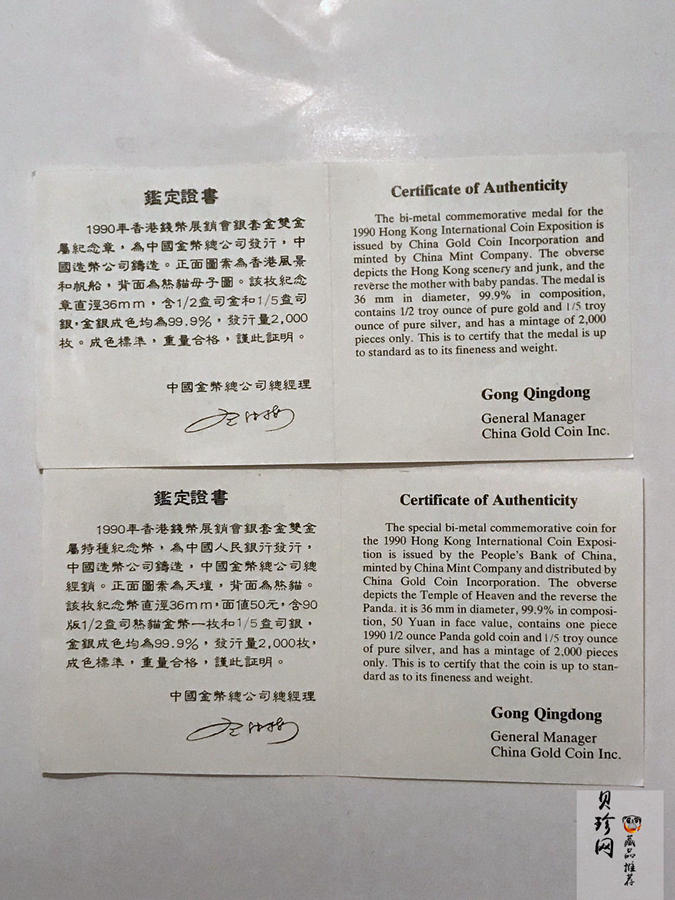 鑑定證書
1990年香港錢幣展銷會銀套金雙金
屬紀念章，為中國金幣總公司發行，中
國造幣公司鑄造。正面圖案為香港風景
和帆船，背面為熊貓母子圖。該枚紀念
章直徑36mm，含1/2盎司金和1/5盎司
銀，金銀成色均為99.9%，發行量2,000
枚。成色標準，重量合格，謹此証明。
中國金幣總公司總經理
Certificate of Authenticity
The bi-metal commemorative medal for the
1990 Hong Kong International Coin Exposition is
issued by China Gold Coin Incorporation and
minted by China Mint Company. The obverse
depicts the Hong Kong scenery and junk, and the
reverse the mother with baby pandas. The medal is
36 mm in diameter, 99.9% in composition,
contains 1/2 troy ounce of pure gold and 1/5 troy
ounce of pure silver, and has a mintage of 2,000
pieces only. This is to certify that the medal is up
to standard as to its fineness and weight.
Gong Qingdong
General Manager
China Gold Coin Inc.
鑑定證書
1990年香港錢幣展銷會銀套金雙金
屬特種紀念幣，為中國人民銀行發行，
中國造幣公司鑄造，中國金幣總公司總
經銷。正面圖案為天壇，背面為熊貓。
該枚紀念幣直徑36mm，面值50元，含90
版1/2盎司熊貓金幣一枚和1/5盎司銀，
金銀成色均為99.9%，發行量2,000枚，
成色標準，重量合格，謹此証明。
中國金幣總公司總經理
Certificate of Authenticity
The special bi-metal commemorative coin for
the 1990 Hong Kong International Coin Exposi-
tion is issued by the People's Bank of China,
minted by China Mint Company and distributed by
China Gold Coin Incorporation. The obverse
depicts the Temple of Heaven and the reverse the
Panda. it is 36 mm in diameter, 99.9% in composi-
tion, 50 Yuan in face value, contains one piece
1990 1/2 ounce Panda gold coin and 1/5 troy ounce
of pure silver, and has a mintage of 2,000 pieces
only. This is to certify that the coin is up to stan-
dard as to its fineness and weight.
Gong Qingdong
General Manager
China Gold Coin Inc.
贝珍网
藏品推荐